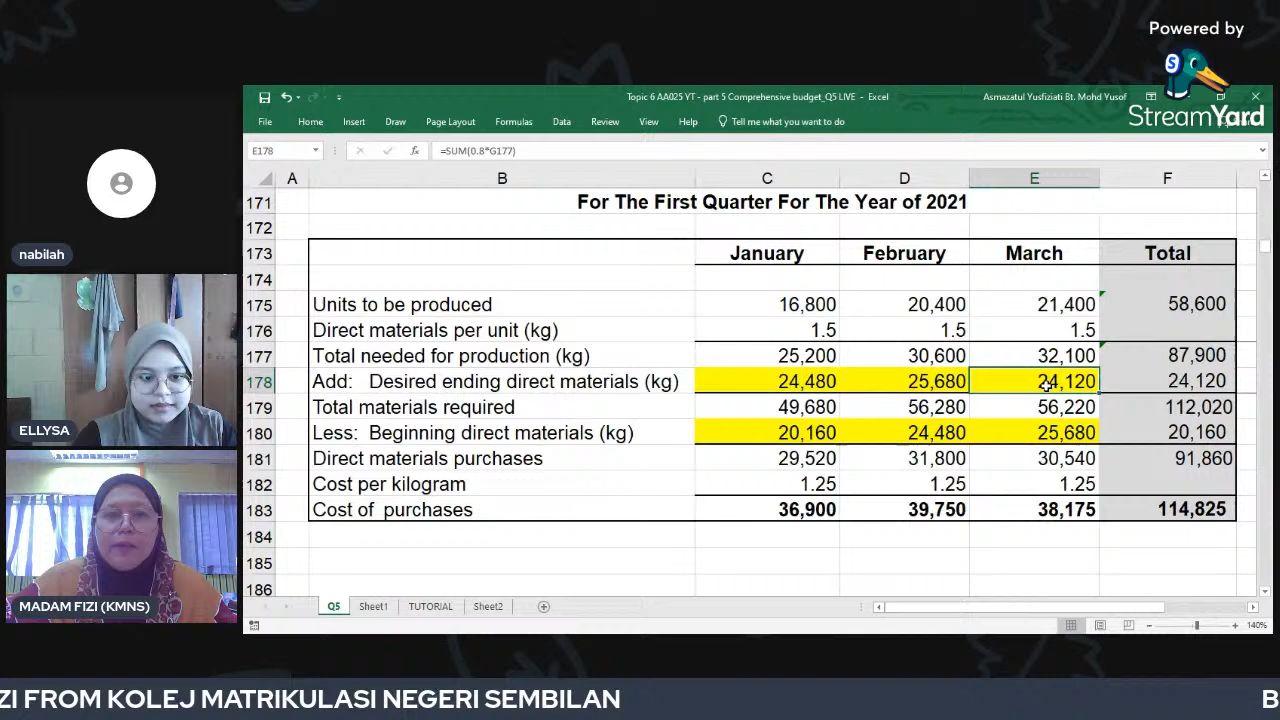 Powered by
S
StreamYard
Topic 6 AA025 YT - part 5 Comprehensive budget_Q5 LIVE - Excel
Asmazatul Yusfiziati Bt. Mohd Yusof
File Home Insert Draw Page Layout Formulas Data Review View Help Tell me what you want to do
E178 fx =SUM(0.8*G177)
A B C D E F
171 For The First Quarter For The Year of 2021
172
173 January February March Total
174
175 Units to be produced 16,800 20,400 21,400 58,600
176 Direct materials per unit (kg) 1.5 1.5 1.5
177 Total needed for production (kg) 25,200 30,600 32,100 87,900
178 Add: Desired ending direct materials (kg) 24,480 25,680 24,120 24,120
179 Total materials required 49,680 56,280 56,220 112,020
180 Less: Beginning direct materials (kg) 20,160 24,480 25,680 20,160
181 Direct materials purchases 29,520 31,800 30,540 91,860
182 Cost per kilogram 1.25 1.25 1.25
183 Cost of purchases 36,900 39,750 38,175 114,825
184
185
186
Q5 Sheet1 TUTORIAL Sheet2
140%
nabilah
ELLYSA
MADAM FIZI (KMNS)
ZI FROM KOLEJ MATRIKULASI NEGERI SEMBILAN
B